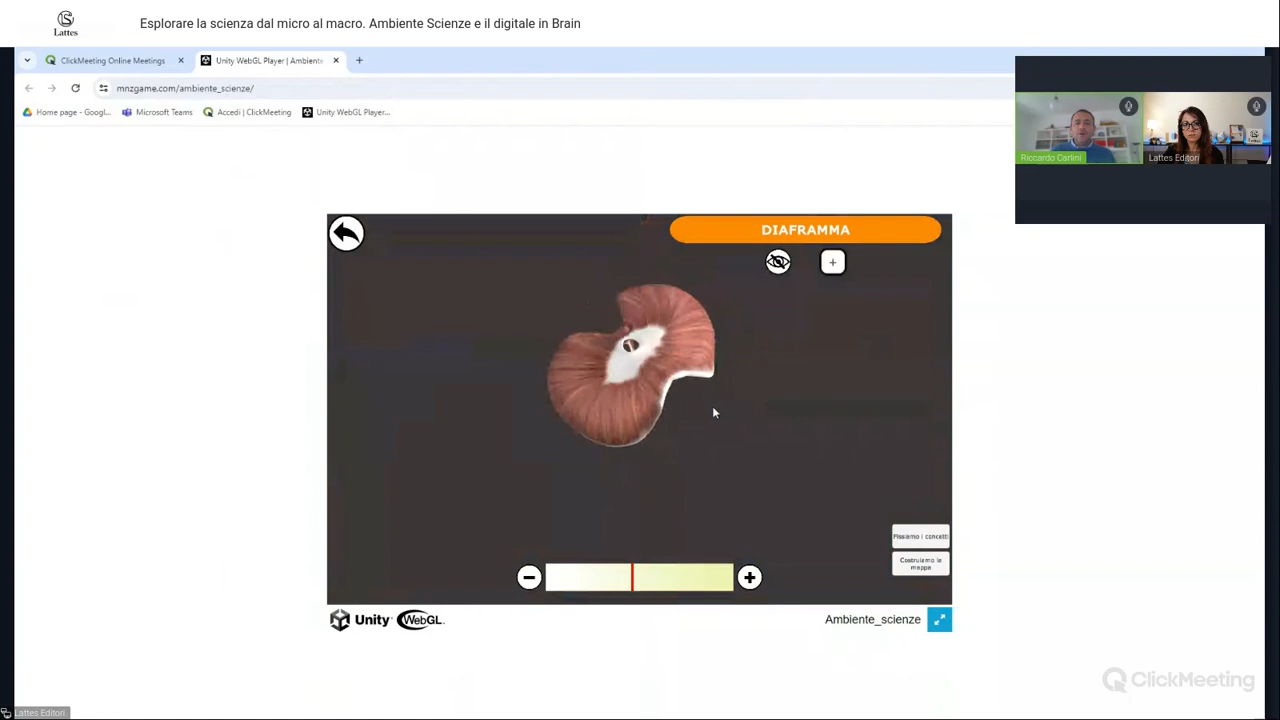 Lattes
Esplorare la scienza dal micro al macro. Ambiente Scienze e il digitale in Brain
ClickMeeting Online Meetings
Unity WebGL Player | Ambiente
mnzgame.com/ambiente_scienze/
Home page - Googl...
Microsoft Teams
Accedi | ClickMeeting
Unity WebGL Player...
Riccardo Carlini
Lattes Editori
DIAFRAMMA
Fissiamo i concetti
Costruiamo la
mappa
Unity
WebGL
Ambiente_scienze
ClickMeeting
Lattes Editori